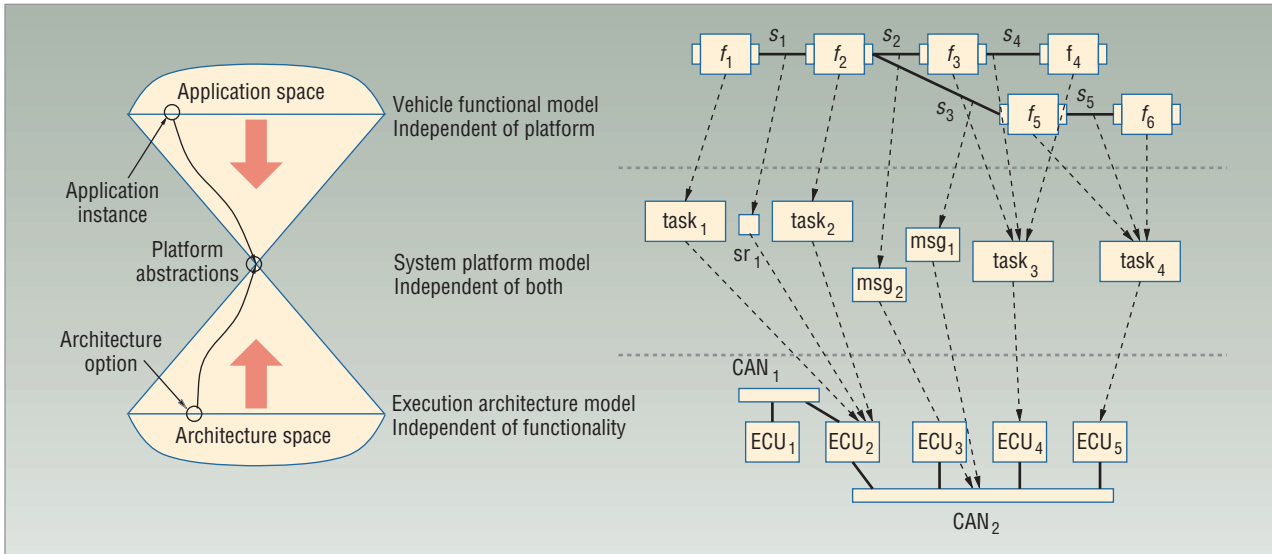 Application space
Application
instance
Platform
abstractions
Architecture
option
Architecture space
Vehicle functional model
Independent of platform
System platform model
Independent of both
Execution architecture model
Independent of functionality
f1
s1
f2
s2
f3
s4
f4
s3
f5
s5
f6
task1
sr1
task2
msg2
msg1
task3
task4
CAN1
ECU1
ECU2
ECU3
ECU4
ECU5
CAN2